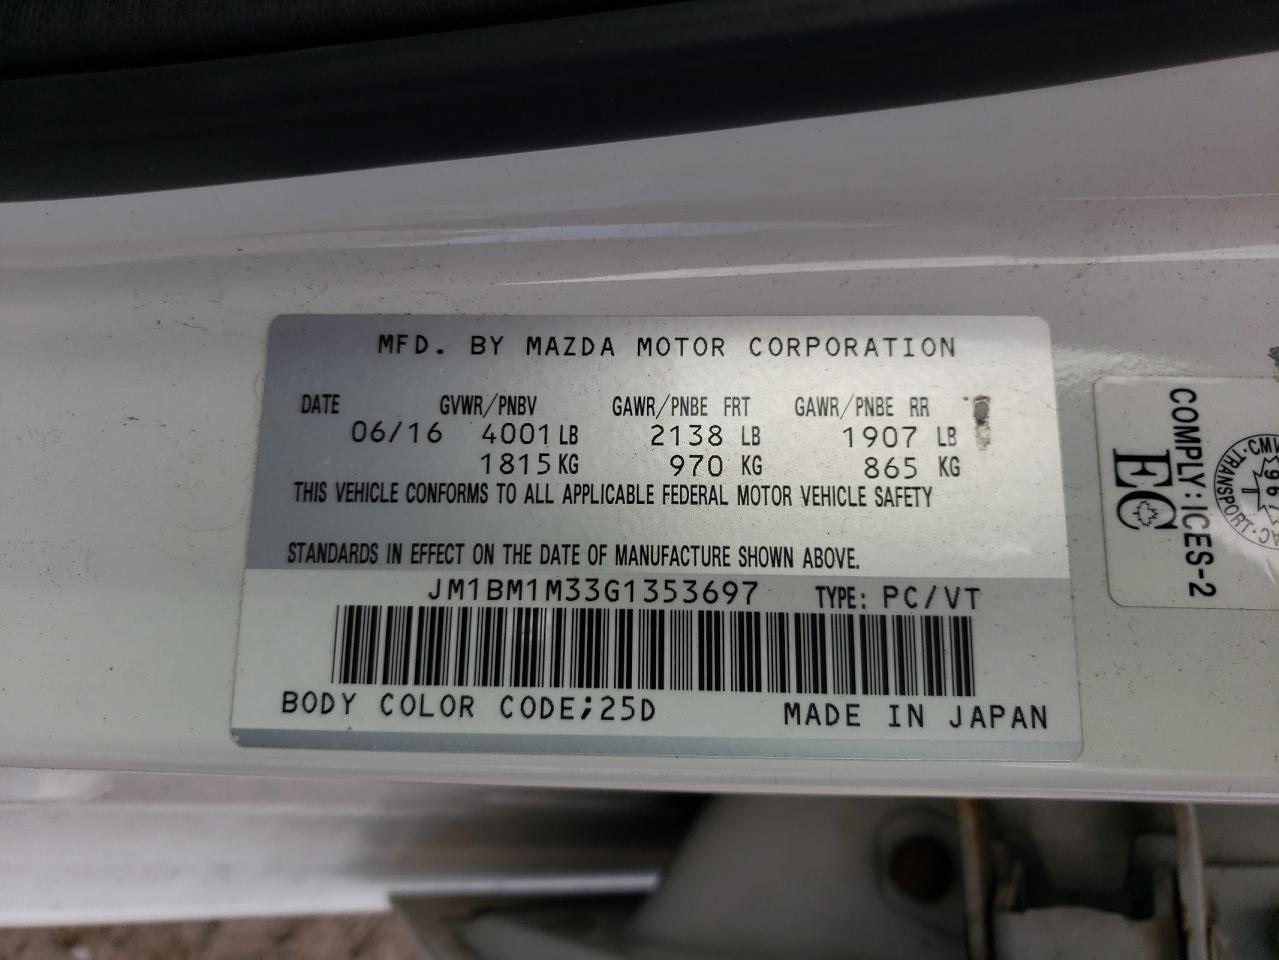 MFD. BY MAZDA MOTOR CORPORATION
DATE GVWR/PNBV GAWR/PNBE FRT GAWR/PNBE RR
06/16 4001 LB 2138 LB 1907 LB
1815 KG 970 KG 865 KG
THIS VEHICLE CONFORMS TO ALL APPLICABLE FEDERAL MOTOR VEHICLE SAFETY
STANDARDS IN EFFECT ON THE DATE OF MANUFACTURE SHOWN ABOVE.
JM1BM1M33G1353697 TYPE: PC/VT
BODY COLOR CODE;25D MADE IN JAPAN
COMPLY: ICES-2
EC
TRANSPORT